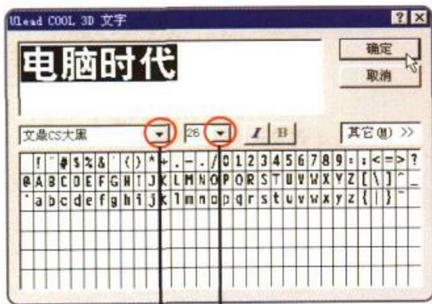 Ulead COOL 3D 文字
电脑时代
确定
取消
文鼎CS大黑 26 I B 其它(M) >>
! " # $ % & ' ( ) * + , - . / 0 1 2 3 4 5 6 7 8 9 : ; < = > ?
@ A B C D E F G H I J K L M N O P Q R S T U V W X Y Z [ \ ] ^ _
` a b c d e f g h i j k l m n o p q r s t u v w x y z { | } ~